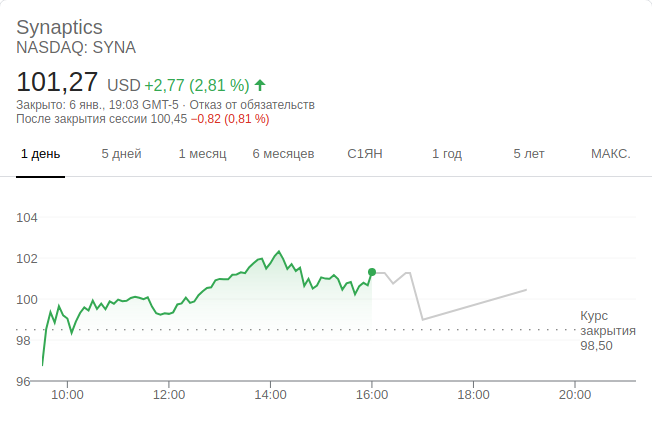 Synaptics
NASDAQ: SYNA
101,27 USD +2,77 (2,81 %)
Закрыто: 6 янв., 19:03 GMT-5 · Отказ от обязательств
После закрытия сессии 100,45 −0,82 (0,81 %)
1 день 5 дней 1 месяц 6 месяцев С1ЯН 1 год 5 лет МАКС.
104
102
100
98
96
Курс
закрытия
98,50
10:00 12:00 14:00 16:00 18:00 20:00